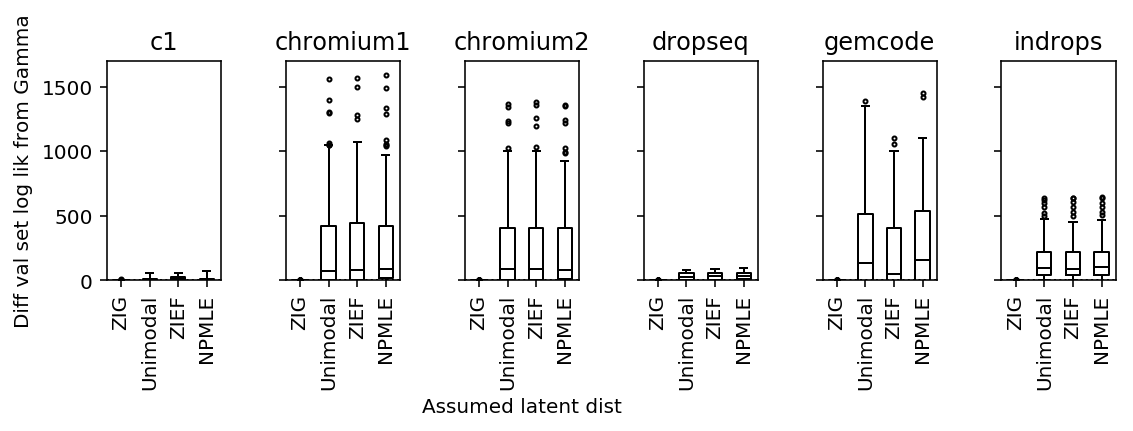 c1 chromium1 chromium2 dropseq gemcode indrops
Diff val set log lik from Gamma
1500
1000
500
0
ZIG Unimodal ZIEF NPMLE ZIG Unimodal ZIEF NPMLE ZIG Unimodal ZIEF NPMLE ZIG Unimodal ZIEF NPMLE ZIG Unimodal ZIEF NPMLE ZIG Unimodal ZIEF NPMLE
Assumed latent dist